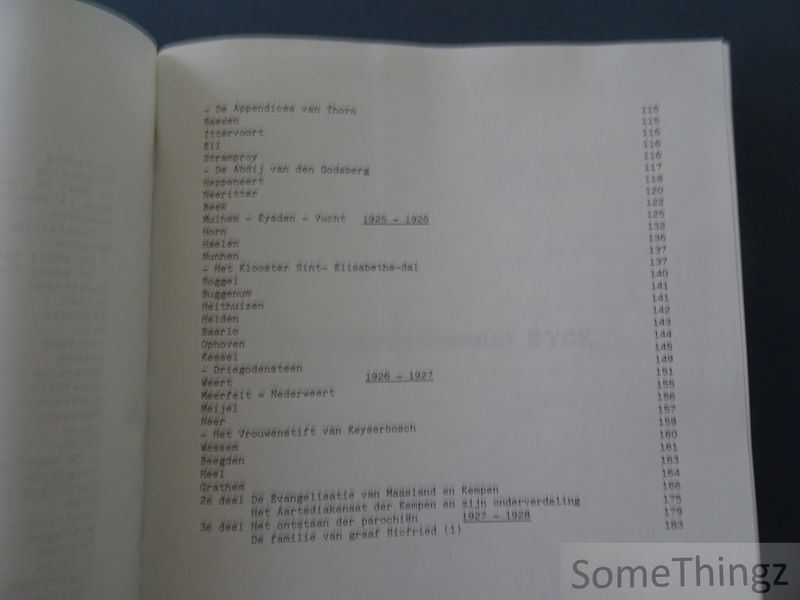 - De Appendices van Thorn 115
Baexen 115
Ittervoort 115
Ell 116
Stramproy 116
- De Abdij van den Godsberg 117
Heppeneert 118
Neeritter 120
Beek 122
Mulhem - Eysden - Vucht 1925 - 1926 125
Horn 132
Haelen 136
Nunhem 137
- Het Klooster Sint- Elisabeths-dal 137
Roggel 140
Buggenum 141
Heithuizen 141
Helden 142
Baarlo 143
Ophoven 144
Kessel 145
- Driegodensteen 149
Weert 1926 - 1927 151
Meerfelt = Nederweert 155
Meijel 156
Neer 157
- Het Vrouwenstift van Keyserbosch 159
Wessem 160
Beegden 161
Heel 163
Grathem 164
2e deel De Evangelisatie van Maasland en Kempen 166
Het Aartsdiakenaat der Kempen en zijn onderverdeling 175
3e deel Het ontstaan der parochiën 1927 - 1928 179
De familie van graaf Ricfried (1) 183
EYCK
SomeThingz